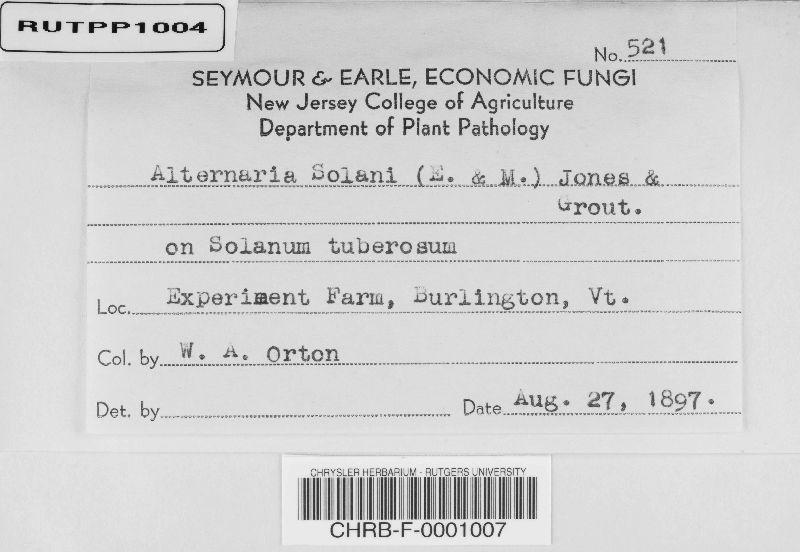 RUTPP1004
No. 521
SEYMOUR & EARLE, ECONOMIC FUNGI
New Jersey College of Agriculture
Department of Plant Pathology
Alternaria Solani (E. & M.) Jones &
Grout.
on Solanum tuberosum
Loc. Experiment Farm, Burlington, Vt.
Col. by W. A. Orton
Det. by
Date Aug. 27, 1897.
CHRYSLER HERBARIUM - RUTGERS UNIVERSITY
CHRB-F-0001007